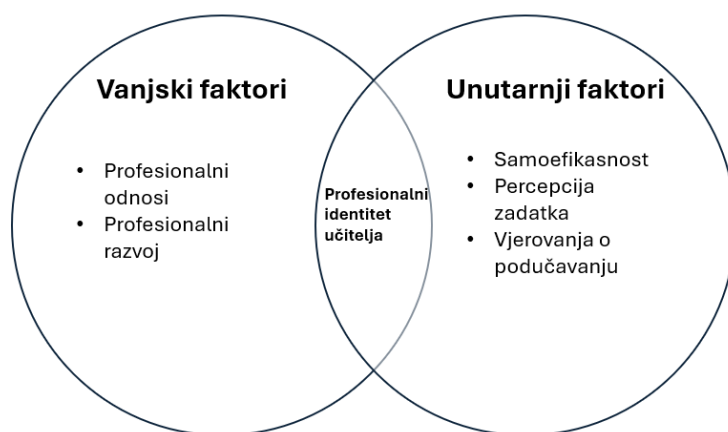 Vanjski faktori
• Profesionalni
odnosi
• Profesionalni
razvoj
Profesionalni
identitet
učitelja
Unutarnji faktori
• Samoefikasnost
• Percepcija
zadatka
• Vjerovanja o
podučavanju